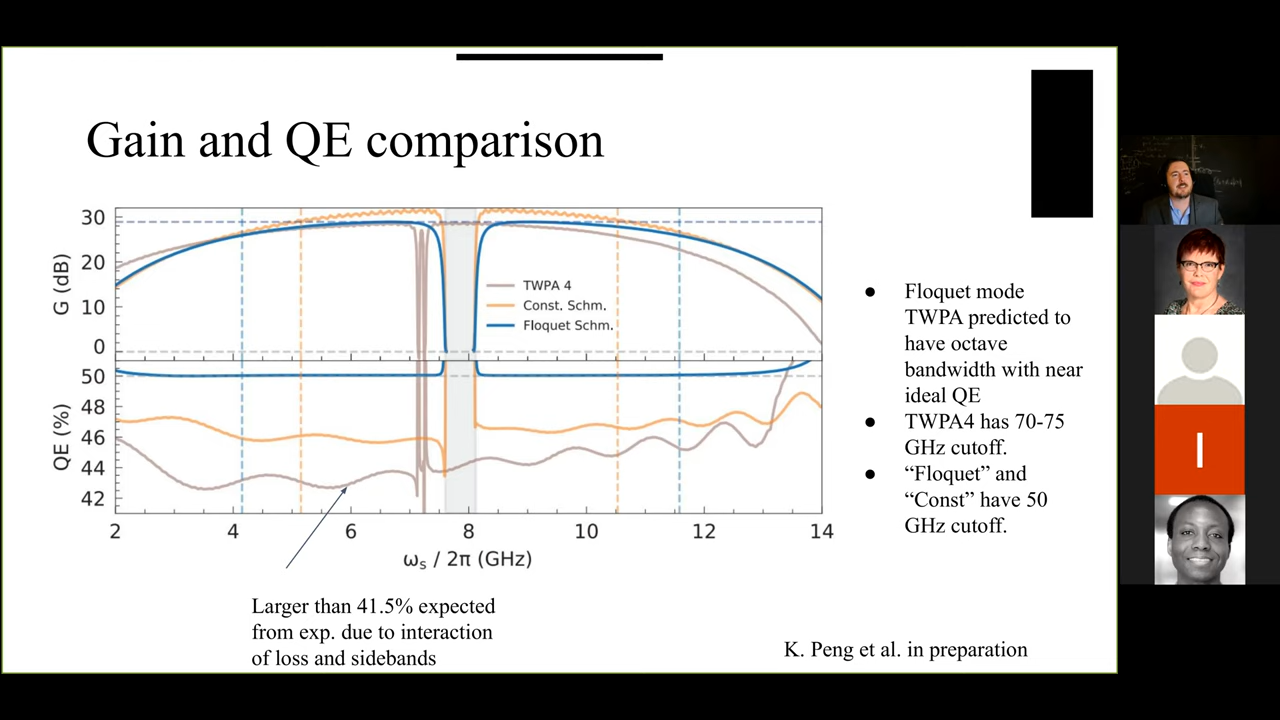 Gain and QE comparison
30
20
10
0
G (dB)
TWPA 4
Const. Schm.
Floquet Schm.
50
48
46
44
42
QE (%)
2 4 6 8 10 12 14
ωs / 2π (GHz)
Larger than 41.5% expected
from exp. due to interaction
of loss and sidebands
● Floquet mode
TWPA predicted to
have octave
bandwidth with near
ideal QE
● TWPA4 has 70-75
GHz cutoff.
● “Floquet” and
“Const” have 50
GHz cutoff.
K. Peng et al. in preparation
I